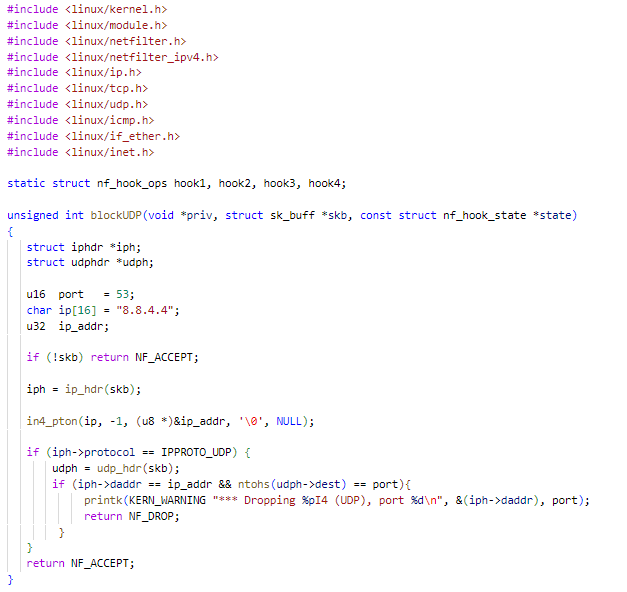 #include <linux/kernel.h>
#include <linux/module.h>
#include <linux/netfilter.h>
#include <linux/netfilter_ipv4.h>
#include <linux/ip.h>
#include <linux/tcp.h>
#include <linux/udp.h>
#include <linux/icmp.h>
#include <linux/if_ether.h>
#include <linux/inet.h>

static struct nf_hook_ops hook1, hook2, hook3, hook4;

unsigned int blockUDP(void *priv, struct sk_buff *skb, const struct nf_hook_state *state)
{
   struct iphdr *iph;
   struct udphdr *udph;

   u16  port   = 53;
   char ip[16] = "8.8.4.4";
   u32  ip_addr;

   if (!skb) return NF_ACCEPT;

   iph = ip_hdr(skb);

   in4_pton(ip, -1, (u8 *)&ip_addr, '\0', NULL);

   if (iph->protocol == IPPROTO_UDP) {
       udph = udp_hdr(skb);
       if (iph->daddr == ip_addr && ntohs(udph->dest) == port){
            printk(KERN_WARNING "*** Dropping %pI4 (UDP), port %d\n", &(iph->daddr), port);
            return NF_DROP;
        }
   }
   return NF_ACCEPT;
}